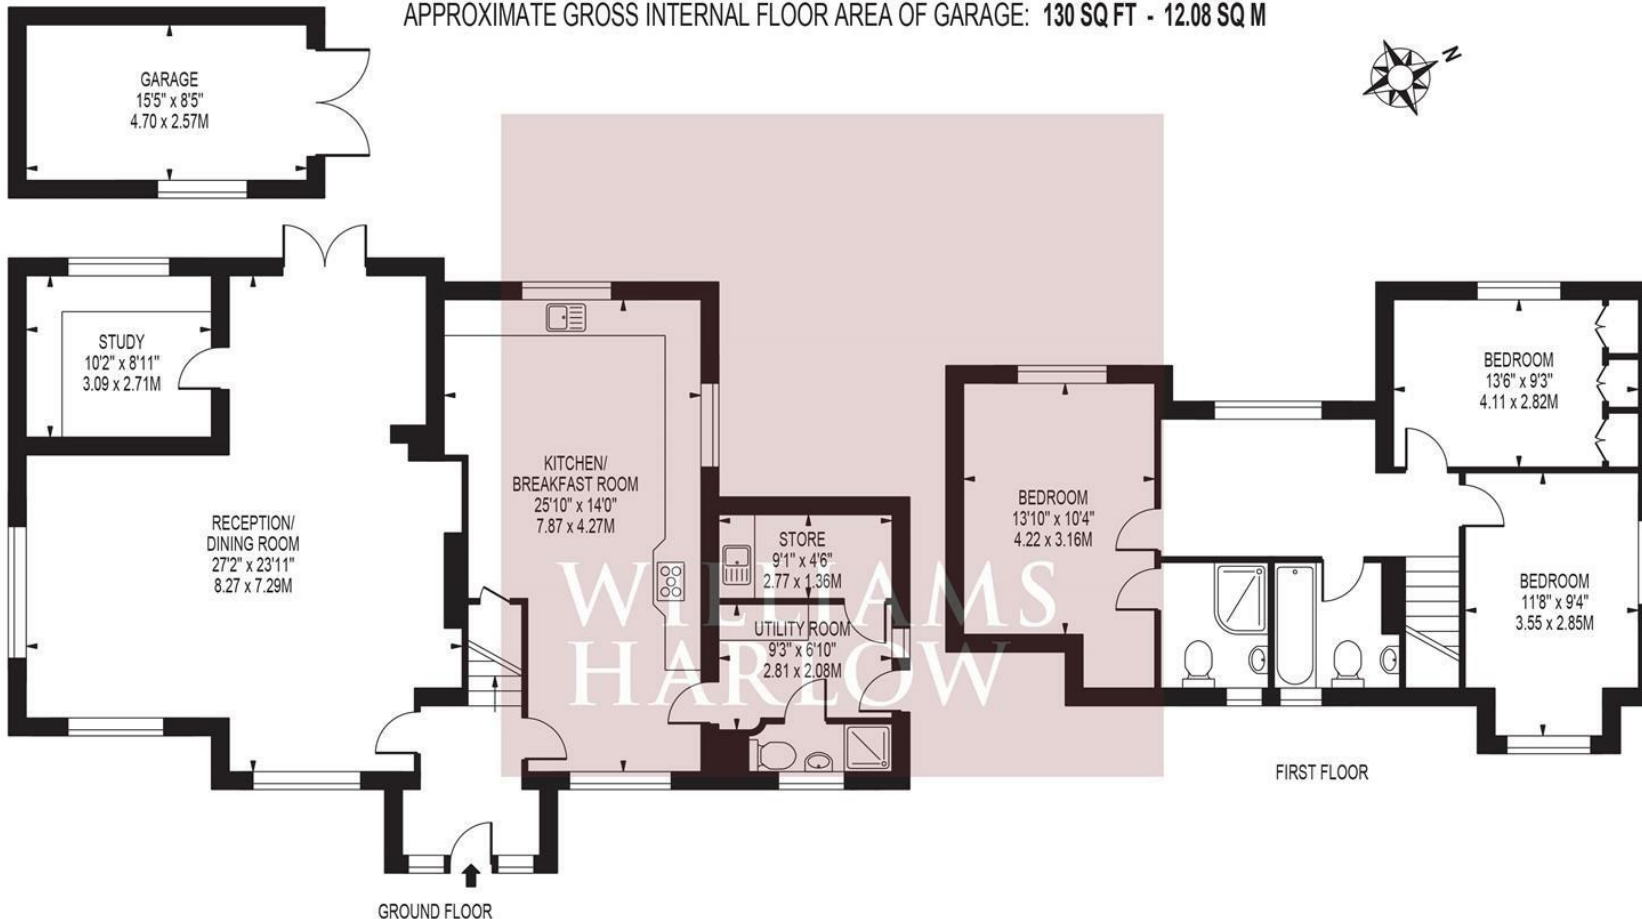 APPROXIMATE GROSS INTERNAL FLOOR AREA OF GARAGE: 130 SQ FT - 12.08 SQ M
N
GARAGE
15'5" x 8'5"
4.70 x 2.57M
STUDY
10'2" x 8'11"
3.09 x 2.71M
RECEPTION/
DINING ROOM
27'2" x 23'11"
8.27 x 7.29M
KITCHEN/
BREAKFAST ROOM
25'10" x 14'0"
7.87 x 4.27M
STORE
9'1" x 4'6"
2.77 x 1.36M
UTILITY ROOM
9'3" x 6'10"
2.81 x 2.08M
WILLIAMS
HARLOW
BEDROOM
13'10" x 10'4"
4.22 x 3.16M
BEDROOM
13'6" x 9'3"
4.11 x 2.82M
BEDROOM
11'8" x 9'4"
3.55 x 2.85M
FIRST FLOOR
GROUND FLOOR